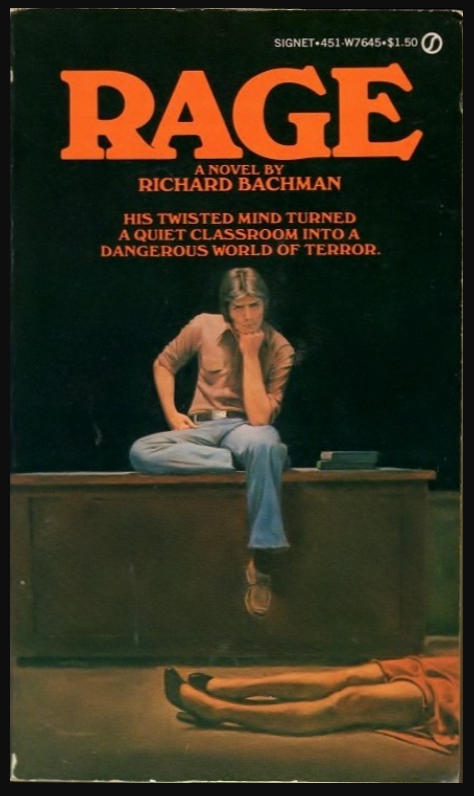 SIGNET•451-W7645•$1.50
RAGE
A NOVEL BY
RICHARD BACHMAN
HIS TWISTED MIND TURNED
A QUIET CLASSROOM INTO A
DANGEROUS WORLD OF TERROR.